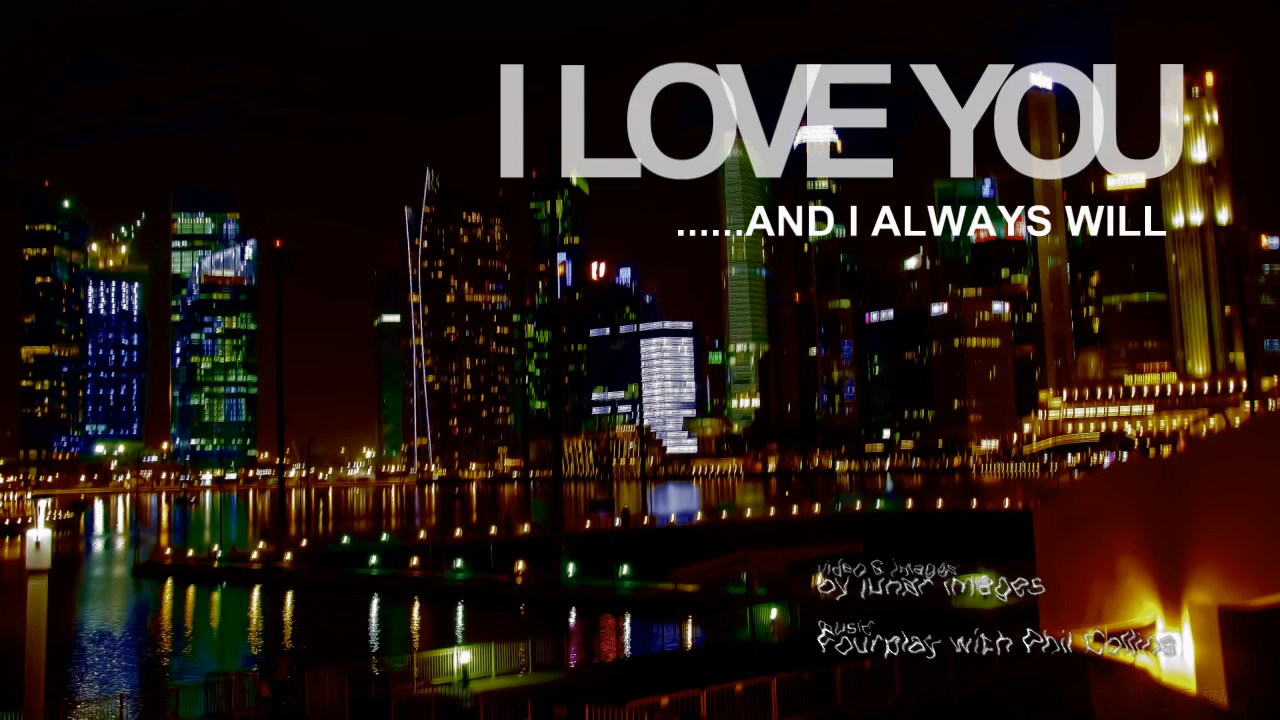 I LOVE YOU
......AND I ALWAYS WILL
video & images
by lunar images
music
Fourplay with Phil Collins